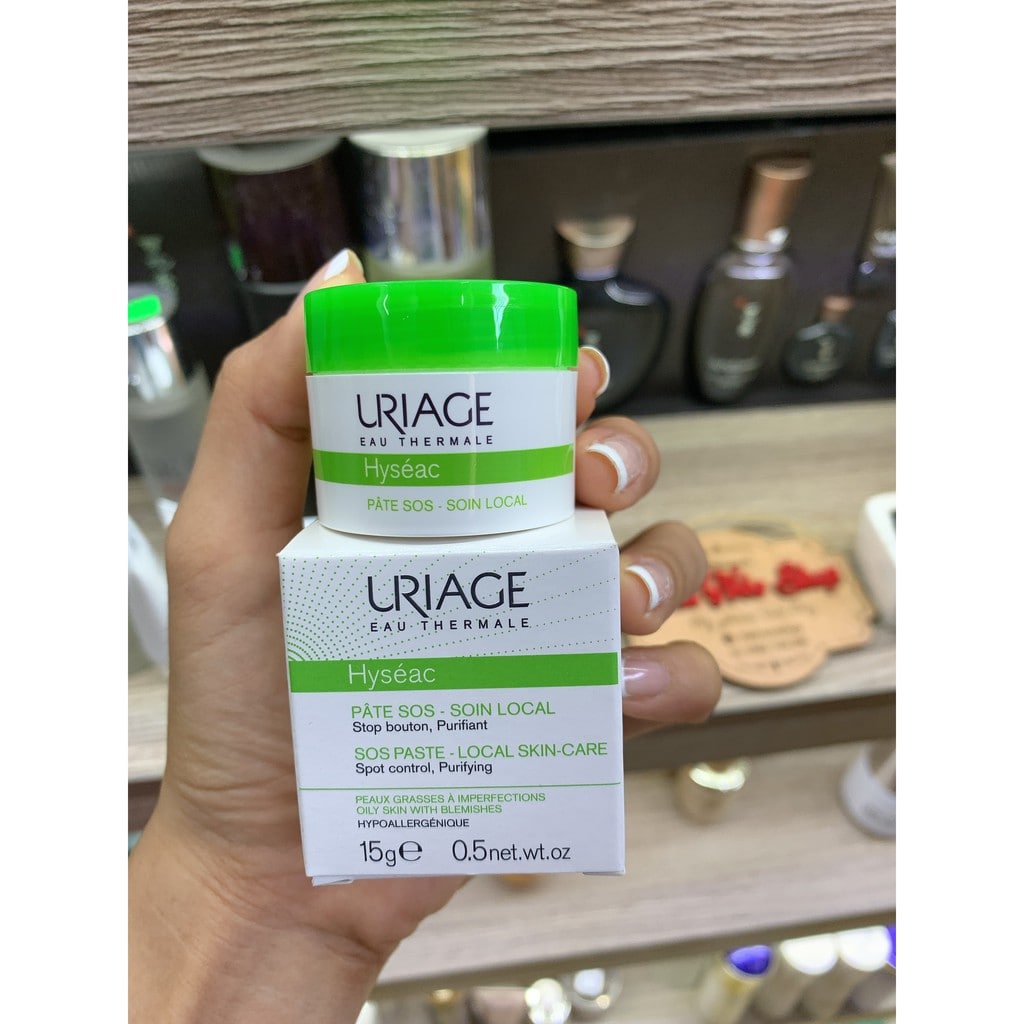 URIAGE
EAU THERMALE
Hyséac
PÂTE SOS - SOIN LOCAL
URIAGE
EAU THERMALE
Hyséac
PÂTE SOS - SOIN LOCAL
Stop bouton, Purifiant
SOS PASTE - LOCAL SKIN-CARE
Spot control, Purifying
PEAUX GRASSES À IMPERFECTIONS
OILY SKIN WITH BLEMISHES
HYPOALLERGÉNIQUE
15g℮ 0.5net.wt.oz
Shop